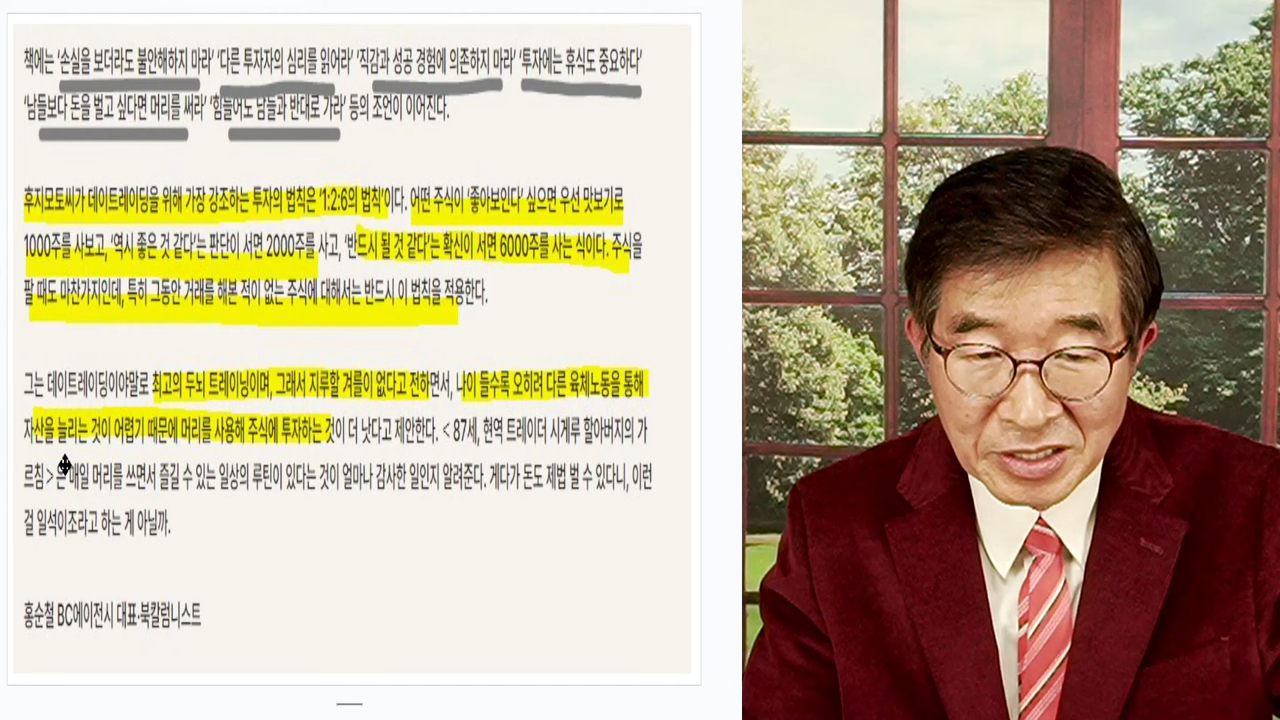 책에는 ‘손실을 보더라도 불안해하지 마라’ ‘다른 투자자의 심리를 읽어라’ ‘직감과 성공 경험에 의존하지 마라’ ‘투자에는 휴식도 중요하다’
‘남들보다 돈을 벌고 싶다면 머리를 써라’ ‘힘들어도 남들과 반대로 가라’ 등의 조언이 이어진다.
후지모토씨가 데이트레이딩을 위해 가장 강조하는 투자의 법칙은 ‘1:2:6의 법칙’이다. 어떤 주식이 ‘좋아보인다’ 싶으면 우선 맛보기로
1000주를 사보고, ‘역시 좋은 것 같다’는 판단이 서면 2000주를 사고, ‘반드시 될 것 같다’는 확신이 서면 6000주를 사는 식이다. 주식을
팔 때도 마찬가지인데, 특히 그동안 거래를 해본 적이 없는 주식에 대해서는 반드시 이 법칙을 적용한다.
그는 데이트레이딩이야말로 최고의 두뇌 트레이닝이며, 그래서 지루할 겨를이 없다고 전하면서, 나이 들수록 오히려 다른 육체노동을 통해
자산을 늘리는 것이 어렵기 때문에 머리를 사용해 주식에 투자하는 것이 더 낫다고 제안한다. <87세, 현역 트레이더 시게루 할아버지의 가
르침>은 매일 머리를 쓰면서 즐길 수 있는 일상의 루틴이 있다는 것이 얼마나 감사한 일인지 알려준다. 게다가 돈도 제법 벌 수 있다니, 이런
걸 일석이조라고 하는 게 아닐까.
홍순철 BC에이전시 대표·북칼럼니스트